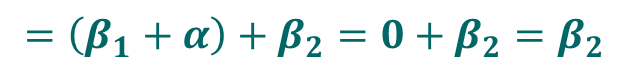 = (β₁ + α) + β₂ = 0 + β₂ = β₂